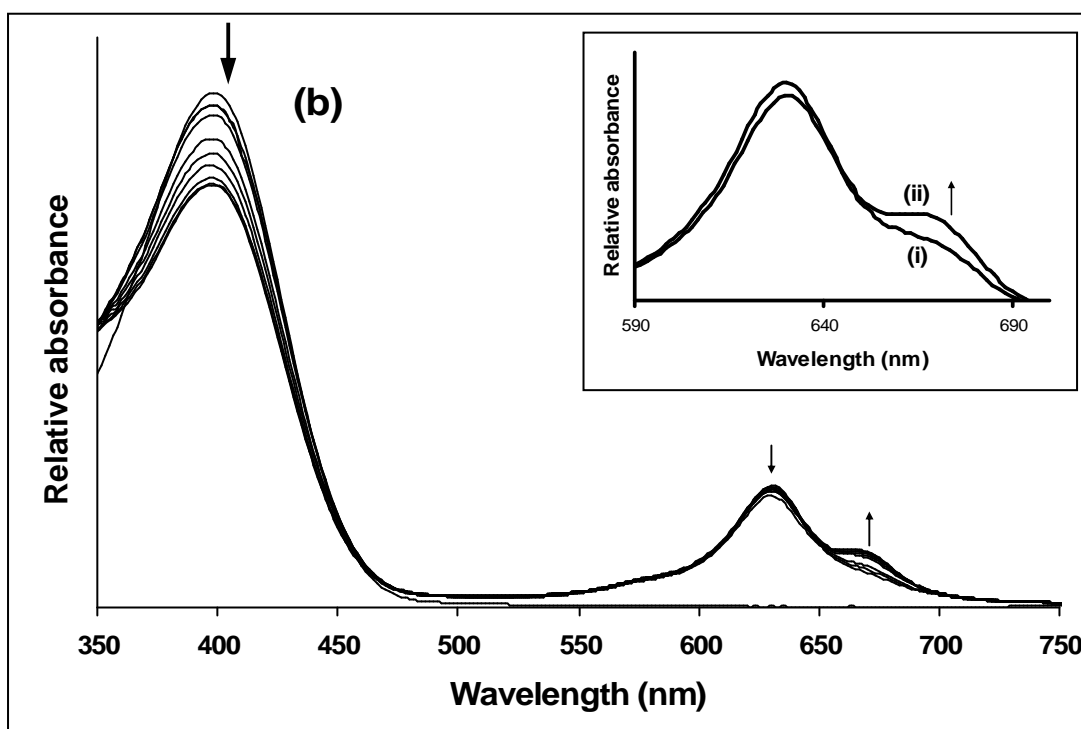 (b)
Relative absorbance
350 400 450 500 550 600 650 700 750
Wavelength (nm)
Relative absorbance
(ii)
(i)
590 640 690
Wavelength (nm)